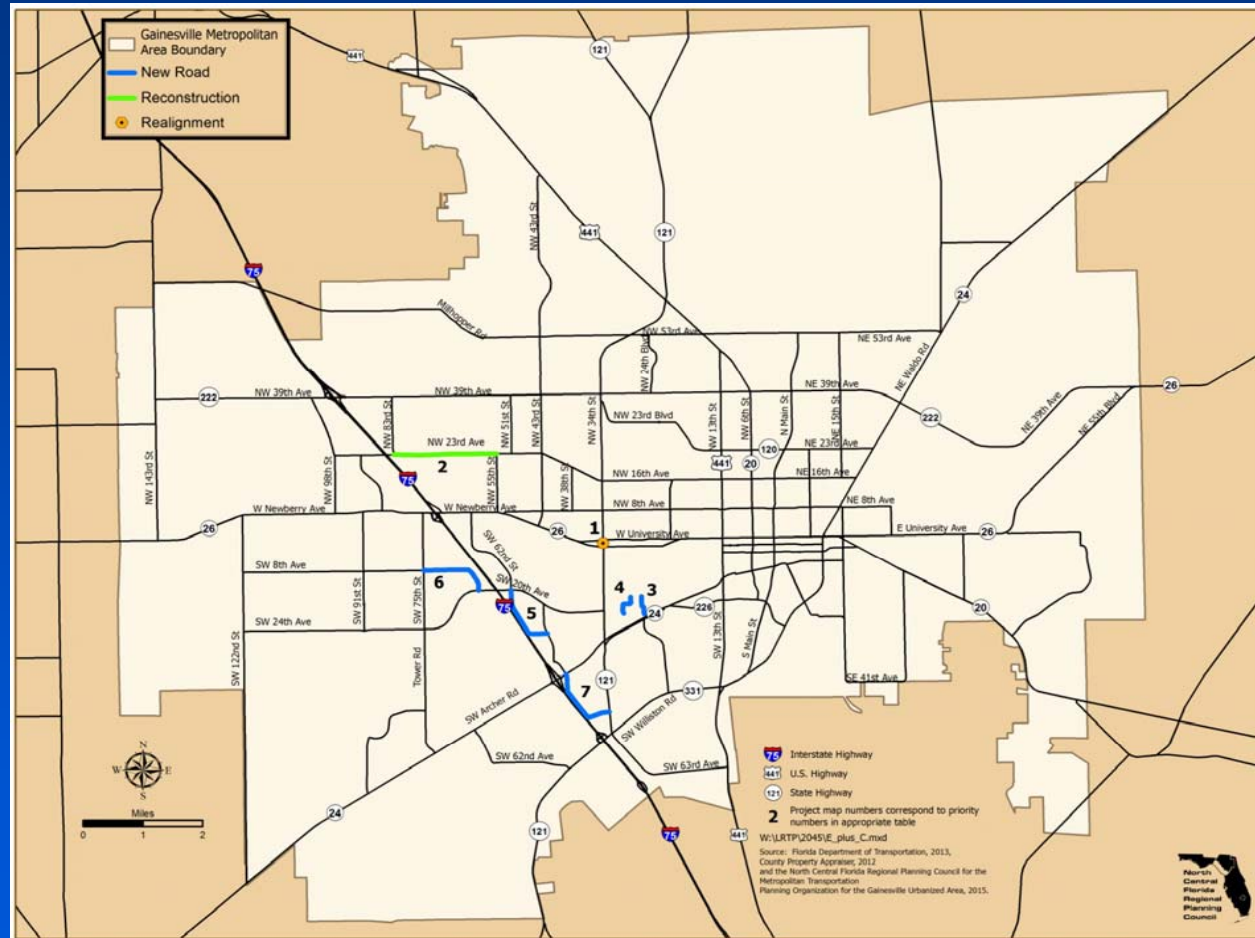 Gainesville Metropolitan
Area Boundary
New Road
Reconstruction
Realignment
441
121
NW 43rd St
441
121
75
24
Millhopper Rd
NW 53rd Ave
NE 53rd Ave
NW 24th Blvd
NE Waldo Rd
222
NW 39th Ave
NW 39th Ave
NE 39th Ave
26
NW 143rd St
NW 83rd St
NW 51st St
NW 43rd St
NW 34th St
NW 23rd Blvd
NW 13th St
NW 6th St
N Main St
NE 15th St
222
NE 39th Ave
NE 55th Blvd
NW 23rd Ave
2
120
NE 23rd Ave
441
20
NW 98th St
75
NW 55th St
NW 38th St
NW 16th Ave
NE 16th Ave
26
W Newberry Ave
W Newberry Ave
NW 8th Ave
NE 8th Ave
26
1
W University Ave
E University Ave
26
SW 62nd St
SW 8th Ave
6
SW 20th Ave
4
3
SW 91st St
SW 75th St
75
5
24
226
20
SW 24th Ave
SW 122nd St
Tower Rd
SW 13th St
S Main St
7
121
331
SE 41st Ave
SW Archer Rd
SW Williston Rd
SW 62nd Ave
SW 63rd Ave
24
121
75
441
N
W
E
S
Miles
0
1
2
75 Interstate Highway
441 U.S. Highway
121 State Highway
2 Project map numbers correspond to priority
numbers in appropriate table
W:\LRTP\2045\E_plus_C.mxd
Source: Florida Department of Transportation, 2013,
County Property Appraiser, 2012
and the North Central Florida Regional Planning Council for the
Metropolitan Transportation
Planning Organization for the Gainesville Urbanized Area, 2015.
North
Central
Florida
Regional
Planning
Council